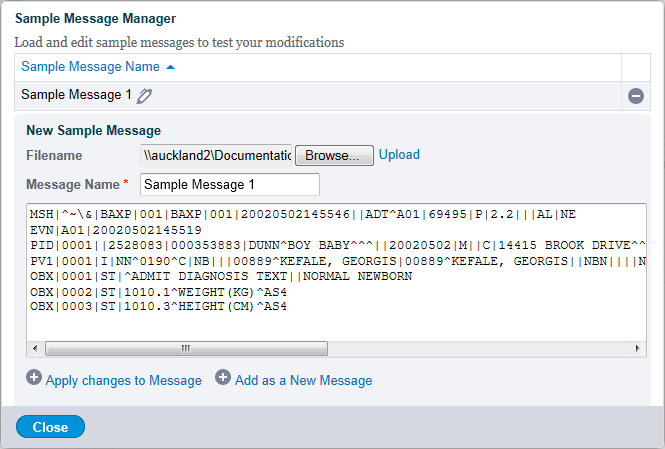 Sample Message Manager
Load and edit sample messages to test your modifications
Sample Message Name
Sample Message 1
New Sample Message
Filename \\auckland2\Documentatic Browse... Upload
Message Name * Sample Message 1
MSH|^~\&|BAXP|001|BAXP|001|20020502145546||ADT^A01|69495|P|2.2|||AL|NE
EVN|A01|20020502145519
PID|0001||2528083|000353883|DUNN^BOY BABY^^^||20020502|M||C|14415 BROOK DRIVE^^
PV1|0001|I|NN^0190^C|NB|||00889^KEFALE, GEORGIS|00889^KEFALE, GEORGIS||NBN||||N
OBX|0001|ST|^ADMIT DIAGNOSIS TEXT||NORMAL NEWBORN
OBX|0002|ST|1010.1^WEIGHT(KG)^AS4
OBX|0003|ST|1010.3^HEIGHT(CM)^AS4
Apply changes to Message Add as a New Message
Close